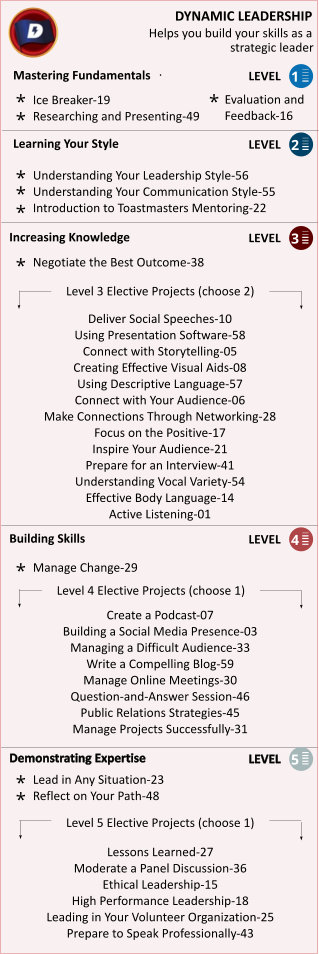 D
DYNAMIC LEADERSHIP
Helps you build your skills as a
strategic leader
Mastering Fundamentals
LEVEL 1
* Ice Breaker-19
* Researching and Presenting-49
* Evaluation and
Feedback-16
Learning Your Style
LEVEL 2
* Understanding Your Leadership Style-56
* Understanding Your Communication Style-55
* Introduction to Toastmasters Mentoring-22
Increasing Knowledge
LEVEL 3
* Negotiate the Best Outcome-38
Level 3 Elective Projects (choose 2)
Deliver Social Speeches-10
Using Presentation Software-58
Connect with Storytelling-05
Creating Effective Visual Aids-08
Using Descriptive Language-57
Connect with Your Audience-06
Make Connections Through Networking-28
Focus on the Positive-17
Inspire Your Audience-21
Prepare for an Interview-41
Understanding Vocal Variety-54
Effective Body Language-14
Active Listening-01
Building Skills
LEVEL 4
* Manage Change-29
Level 4 Elective Projects (choose 1)
Create a Podcast-07
Building a Social Media Presence-03
Managing a Difficult Audience-33
Write a Compelling Blog-59
Manage Online Meetings-30
Question-and-Answer Session-46
Public Relations Strategies-45
Manage Projects Successfully-31
Demonstrating Expertise
LEVEL 5
* Lead in Any Situation-23
* Reflect on Your Path-48
Level 5 Elective Projects (choose 1)
Lessons Learned-27
Moderate a Panel Discussion-36
Ethical Leadership-15
High Performance Leadership-18
Leading in Your Volunteer Organization-25
Prepare to Speak Professionally-43